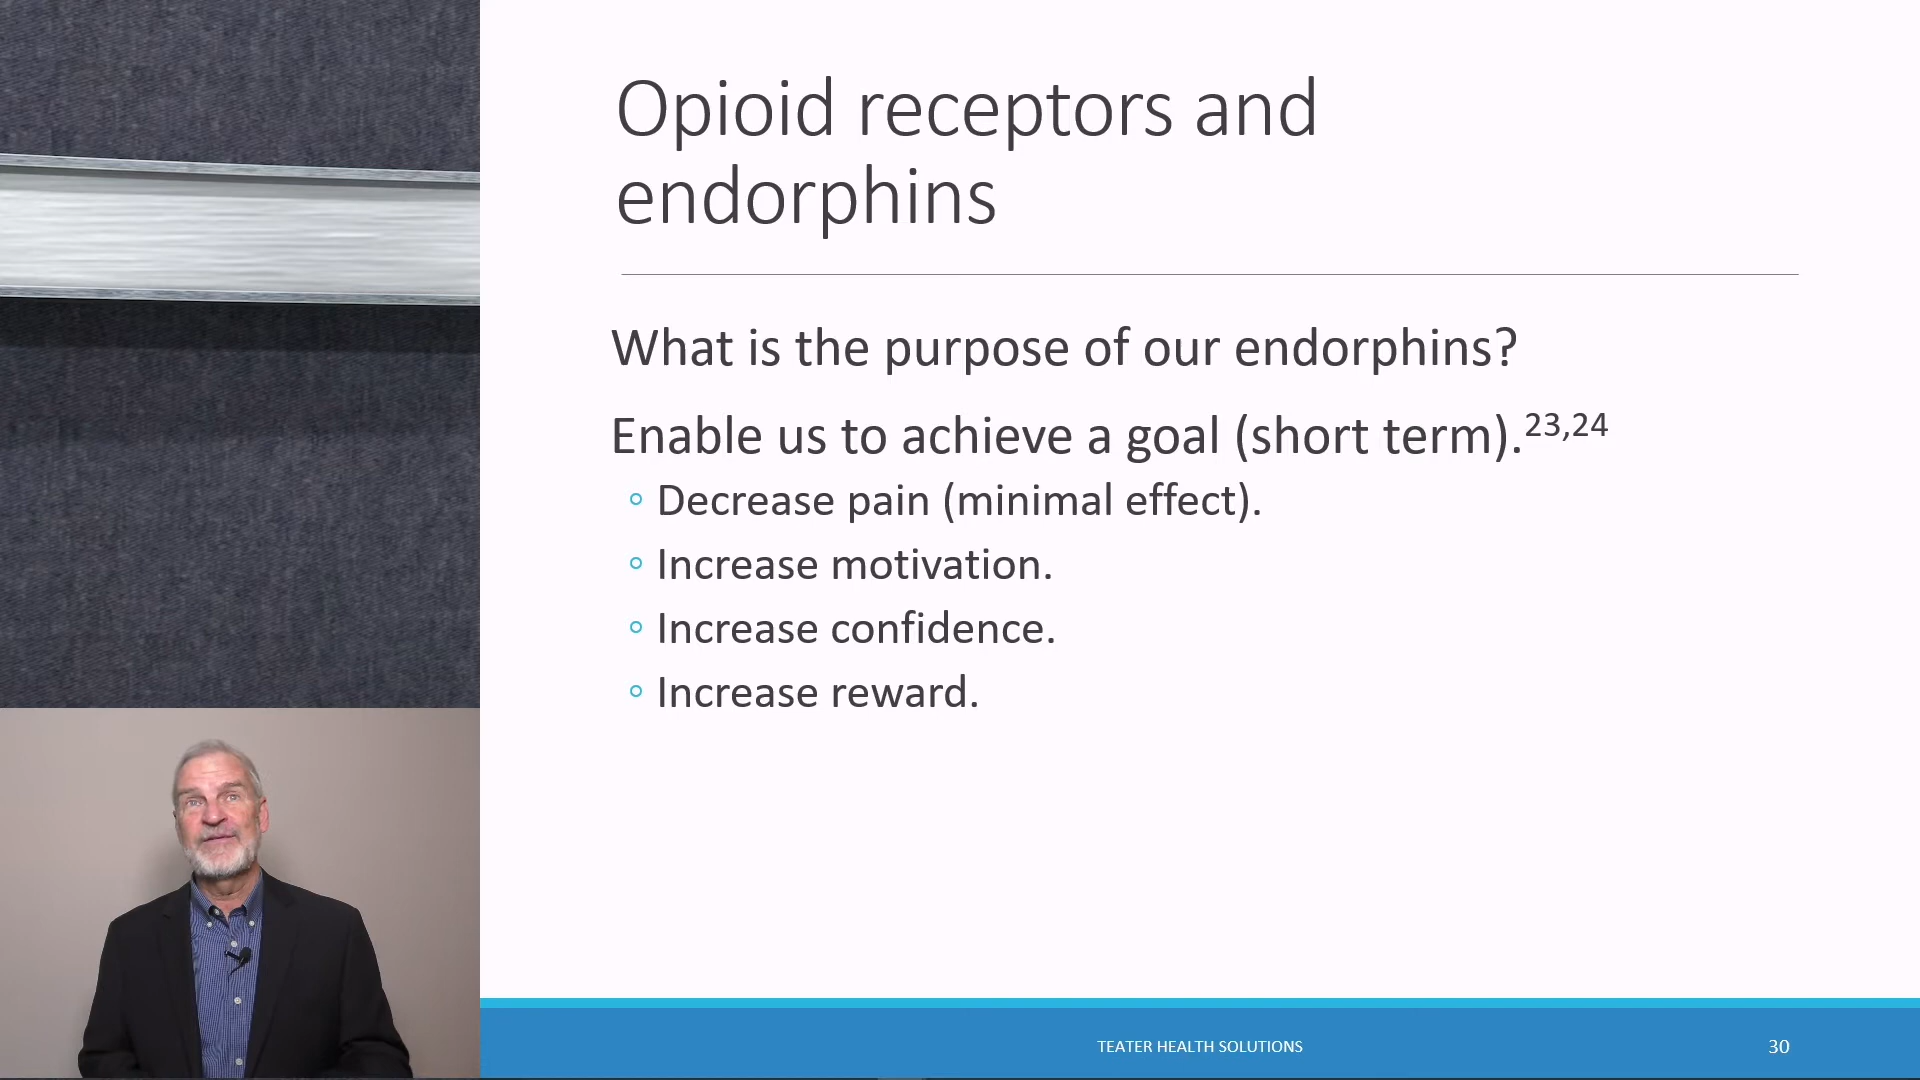 Opioid receptors and
endorphins
What is the purpose of our endorphins?
Enable us to achieve a goal (short term).23,24
◦ Decrease pain (minimal effect).
◦ Increase motivation.
◦ Increase confidence.
◦ Increase reward.
TEATER HEALTH SOLUTIONS
30